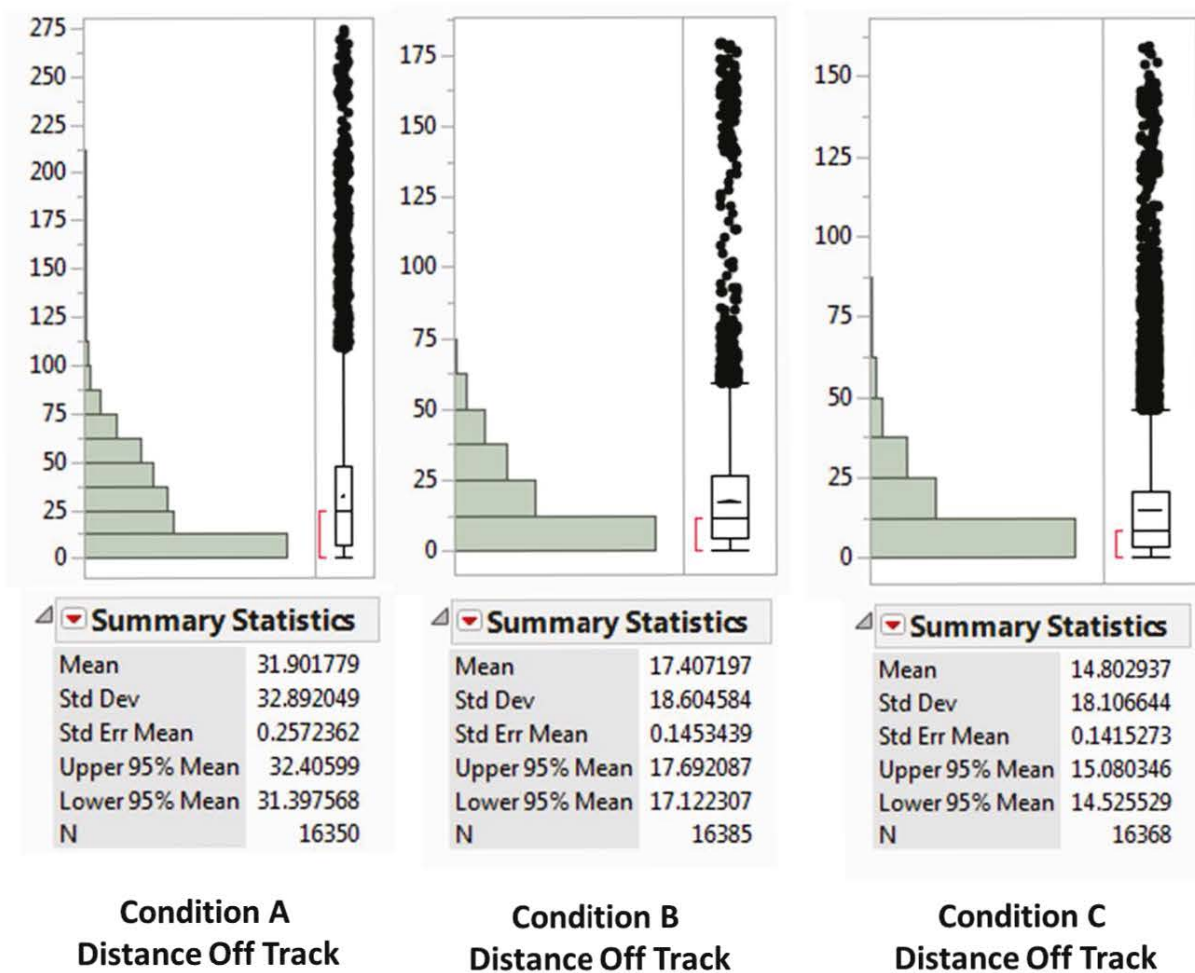 275
250
225
200
175
150
125
100
75
50
25
0
175
150
125
100
75
50
25
0
150
125
100
75
50
25
0
Summary Statistics
Mean 31.901779
Std Dev 32.892049
Std Err Mean 0.2572362
Upper 95% Mean 32.40599
Lower 95% Mean 31.397568
N 16350
Summary Statistics
Mean 17.407197
Std Dev 18.604584
Std Err Mean 0.1453439
Upper 95% Mean 17.692087
Lower 95% Mean 17.122307
N 16385
Summary Statistics
Mean 14.802937
Std Dev 18.106644
Std Err Mean 0.1415273
Upper 95% Mean 15.080346
Lower 95% Mean 14.525529
N 16368
Condition A
Distance Off Track
Condition B
Distance Off Track
Condition C
Distance Off Track